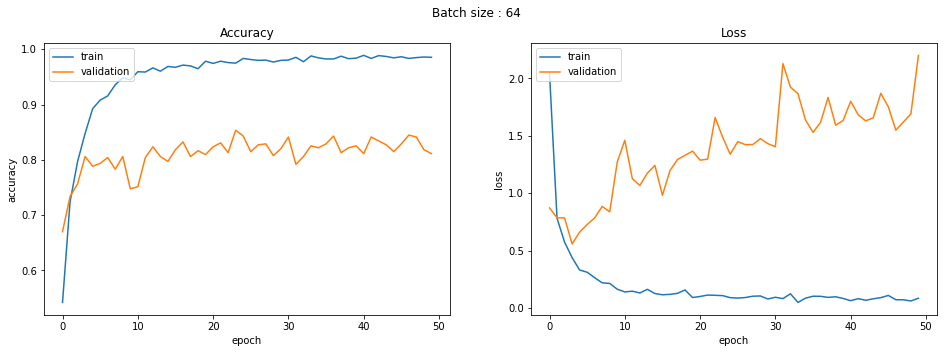 Batch size : 64
Accuracy
train
validation
1.0
0.9
0.8
0.7
0.6
accuracy
0 10 20 30 40 50
epoch
Loss
train
validation
2.0
1.5
1.0
0.5
0.0
loss
0 10 20 30 40 50
epoch